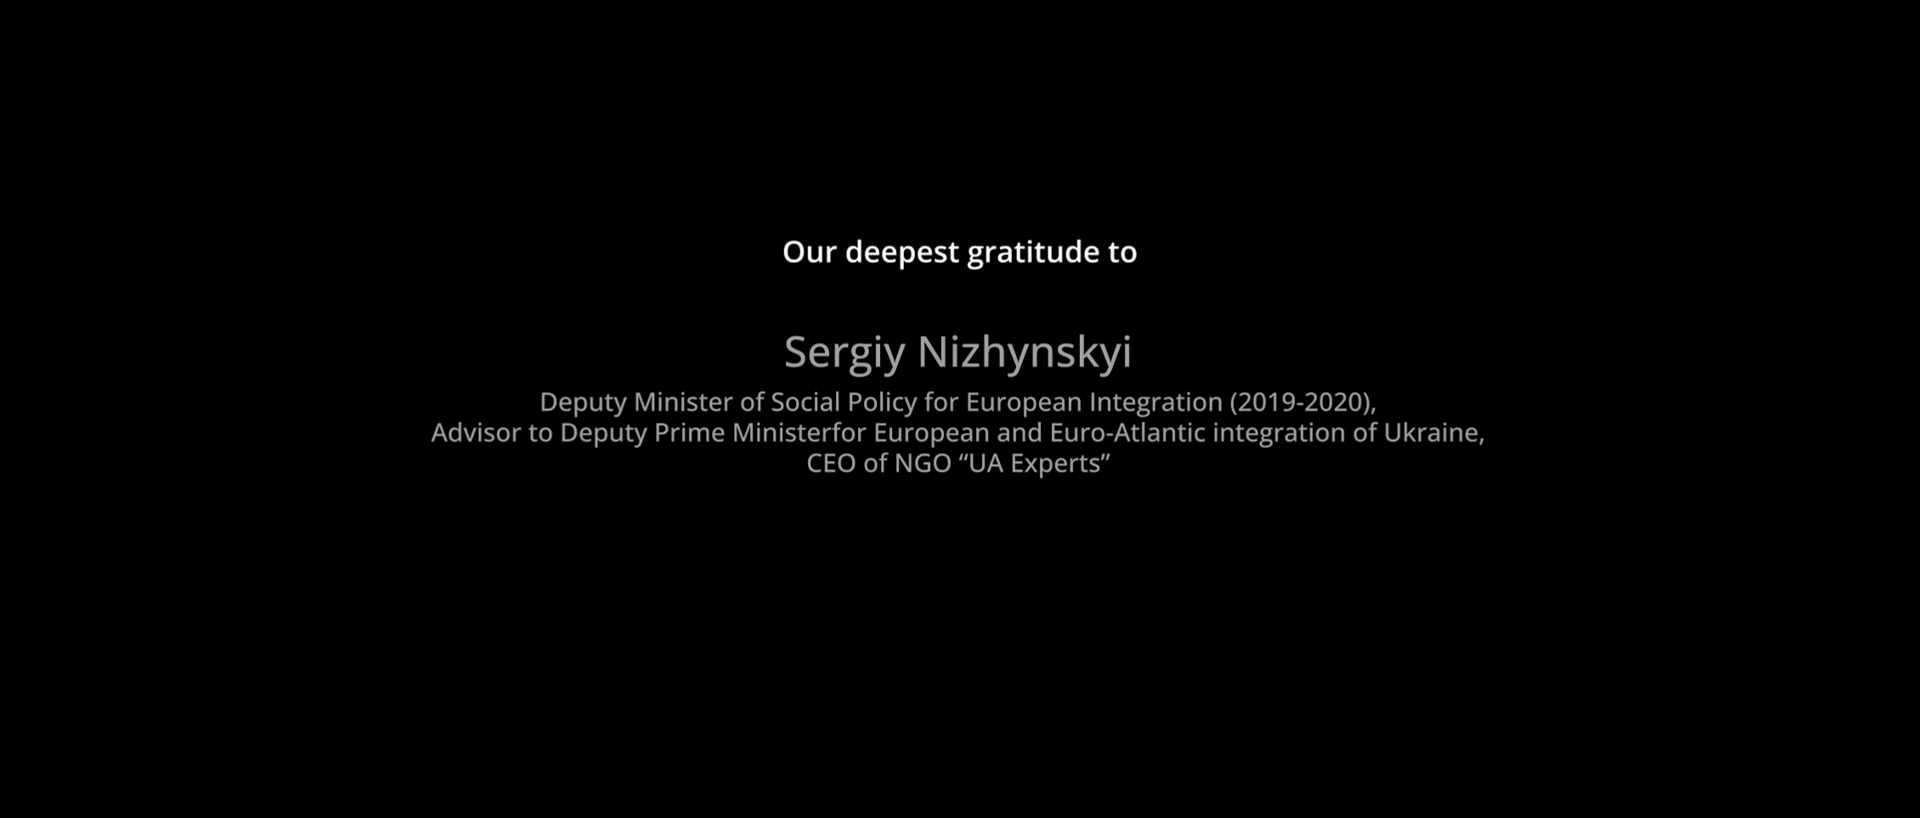 Our deepest gratitude to
Sergiy Nizhynskyi
Deputy Minister of Social Policy for European Integration (2019-2020),
Advisor to Deputy Prime Ministerfor European and Euro-Atlantic integration of Ukraine,
CEO of NGO “UA Experts”